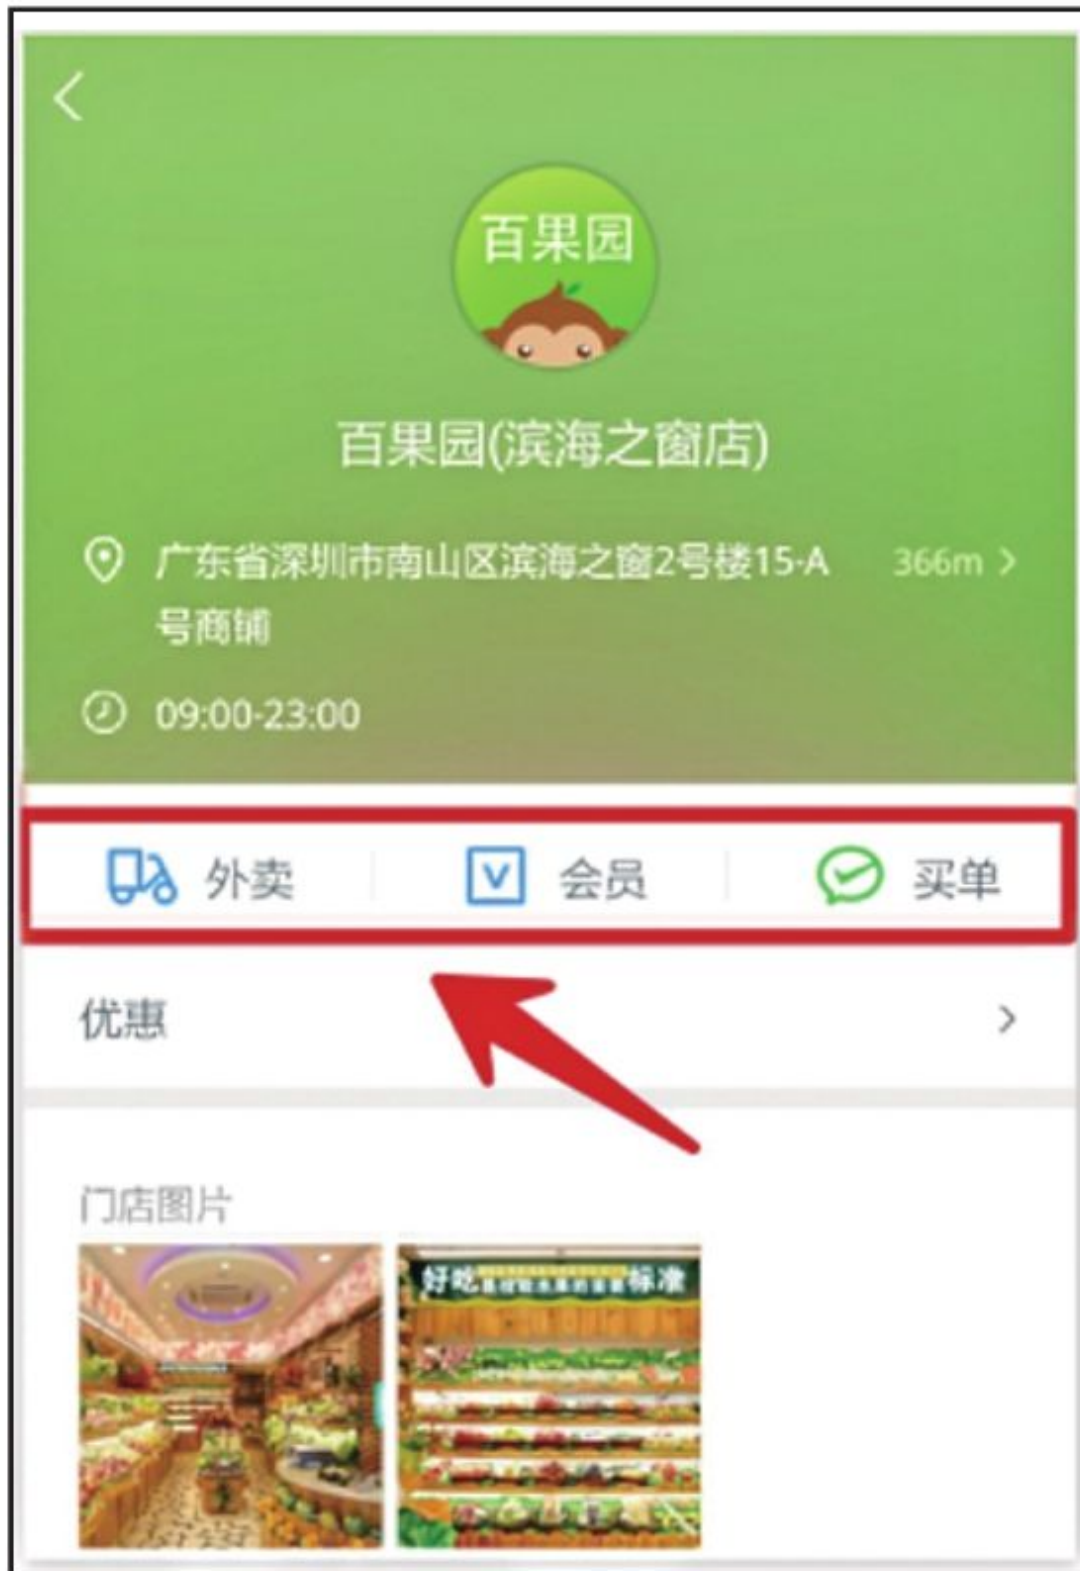 百果园
百果园(滨海之窗店)
广东省深圳市南山区滨海之窗2号楼15-A
366m
号商铺
09:00-23:00
外卖
会员
买单
优惠
门店图片
好吃
标准